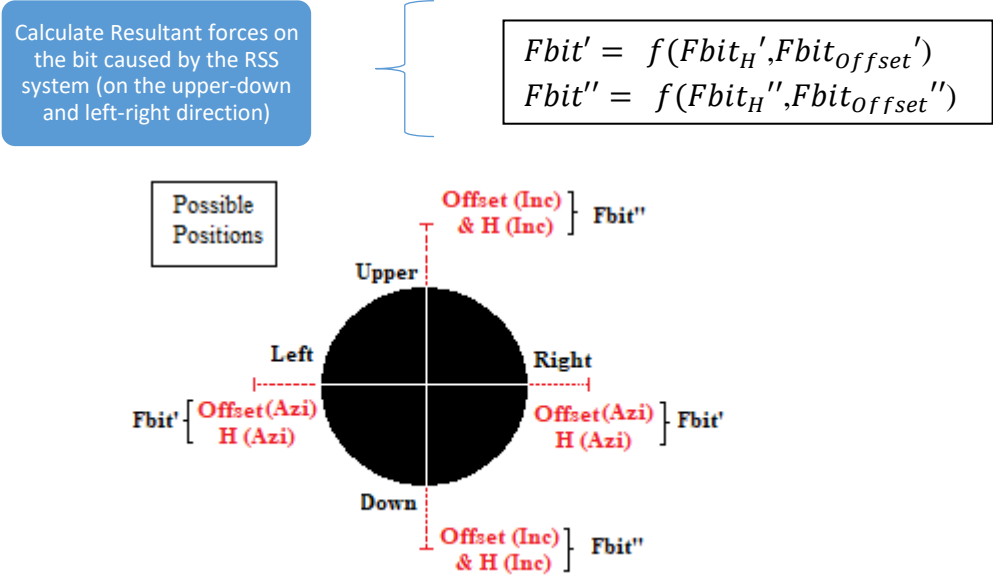 Calculate Resultant forces on
the bit caused by the RSS
system (on the upper-down
and left-right direction)
Fbit' = f(Fbit_H',Fbit_Offset')
Fbit'' = f(Fbit_H'',Fbit_Offset'')
Possible
Positions
Offset (Inc)
& H (Inc)
Fbit"
Upper
Left
Right
Fbit'
Offset(Azi)
H (Azi)
Offset(Azi)
H (Azi)
Fbit'
Down
Offset (Inc)
& H (Inc)
Fbit"